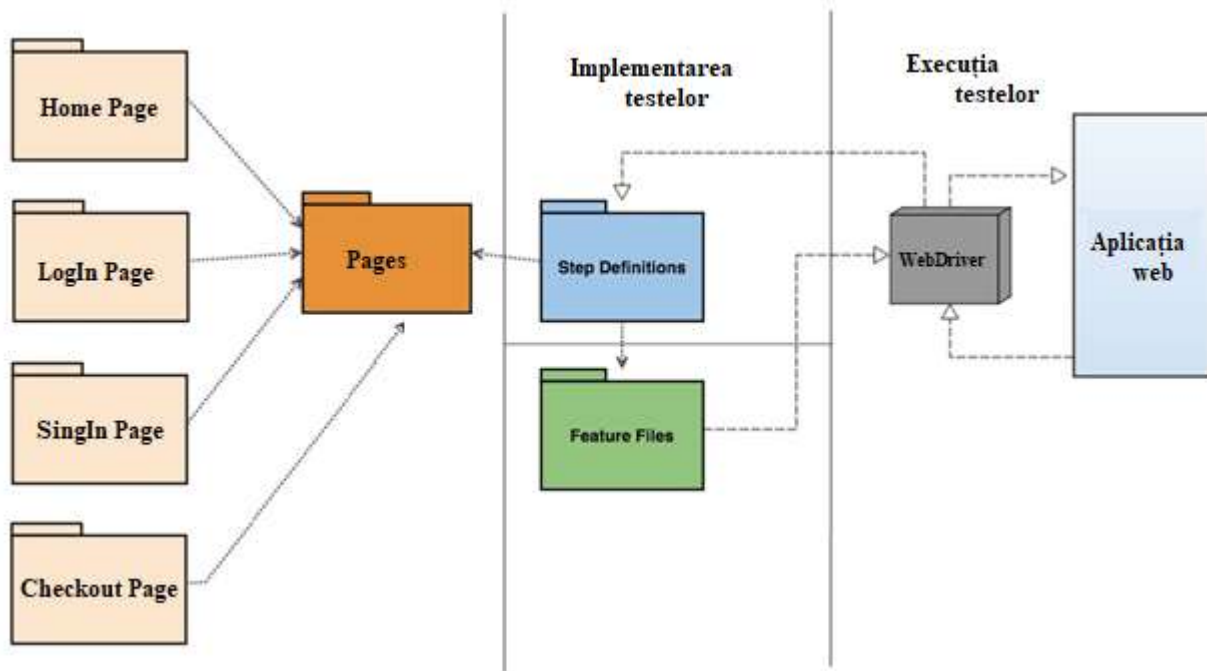 Home Page
LogIn Page
SingIn Page
Checkout Page
Pages
Implementarea
testelor
Step Definitions
Feature Files
Execuția
testelor
WebDriver
Aplicația
web